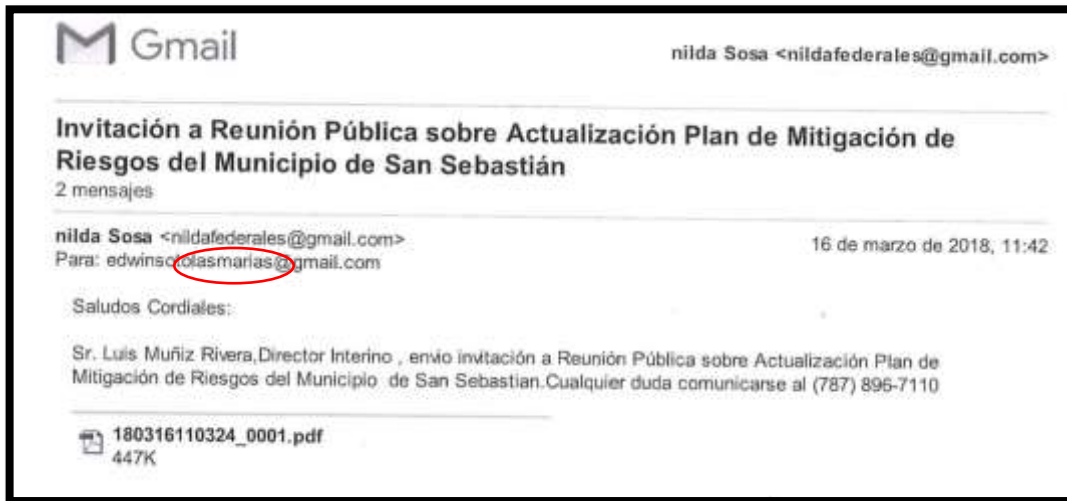 Gmail
nilda Sosa <nildafederales@gmail.com>
Invitación a Reunión Pública sobre Actualización Plan de Mitigación de
Riesgos del Municipio de San Sebastián
2 mensajes
nilda Sosa <nildafederales@gmail.com>
16 de marzo de 2018, 11:42
Para: edwinsotolasmarias@gmail.com
Saludos Cordiales:
Sr. Luis Muñiz Rivera,Director Interino , envio invitación a Reunión Pública sobre Actualización Plan de
Mitigación de Riesgos del Municipio de San Sebastian.Cualquier duda comunicarse al (787) 896-7110
180316110324_0001.pdf
447K